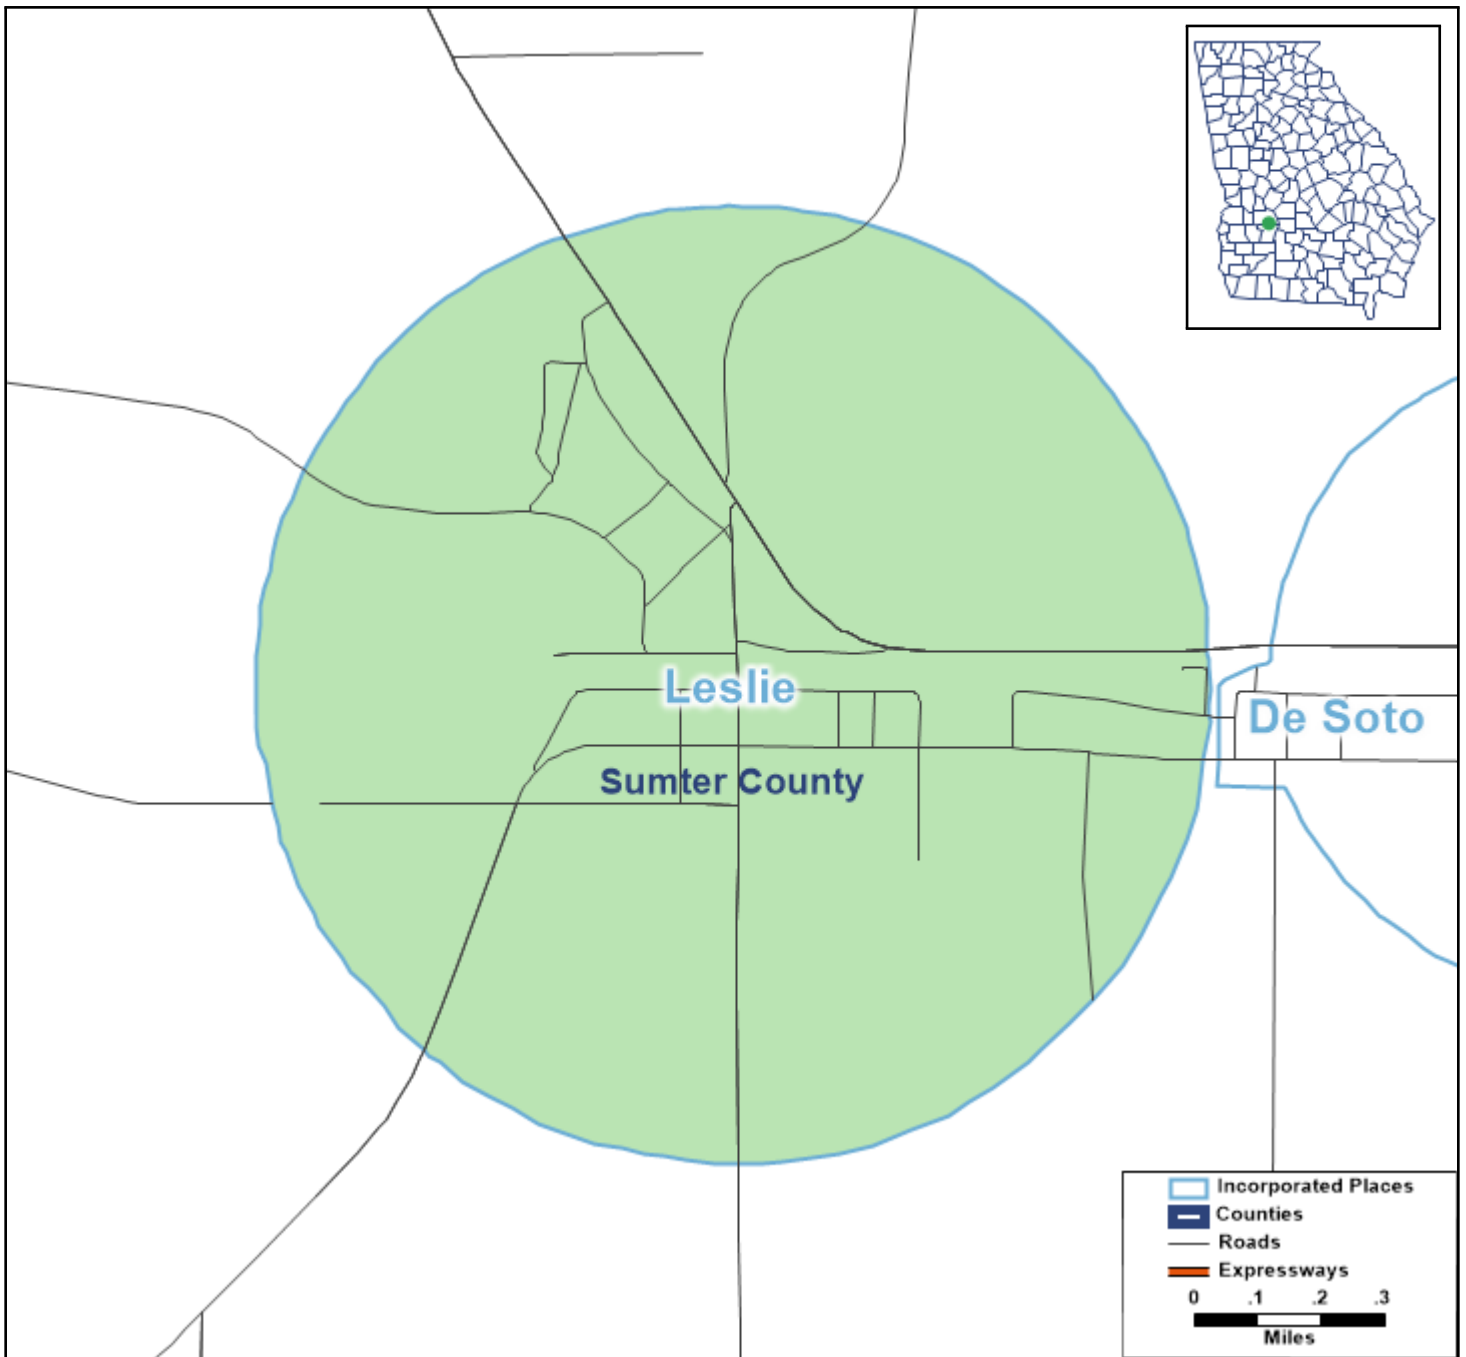 Leslie
De Soto
Sumter County
Incorporated Places
Counties
Roads
Expressways
0 .1 .2 .3
Miles